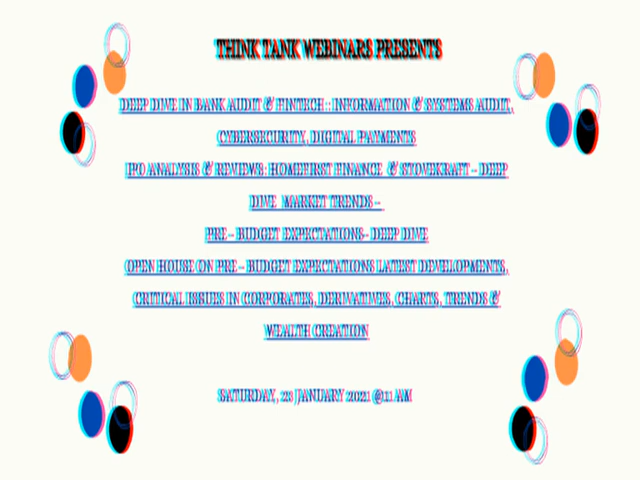 THINK TANK WEBINARS PRESENTS
DEEP DIVE IN BANK AUDIT & FINTECH :: INFORMATION & SYSTEMS AUDIT,
CYBERSECURITY, DIGITAL PAYMENTS
IPO ANALYSIS & REVIEWS: HOMEFIRST FINANCE & STOVEKRAFT – DEEP
DIVE MARKET TRENDS –
PRE – BUDGET EXPECTATIONS– DEEP DIVE
OPEN HOUSE ON PRE – BUDGET EXPECTATIONS LATEST DEVELOPMENTS,
CRITICAL ISSUES IN CORPORATES, DERIVATIVES, CHARTS, TRENDS &
WEALTH CREATION
SATURDAY, 23 JANUARY 2021 @11 AM